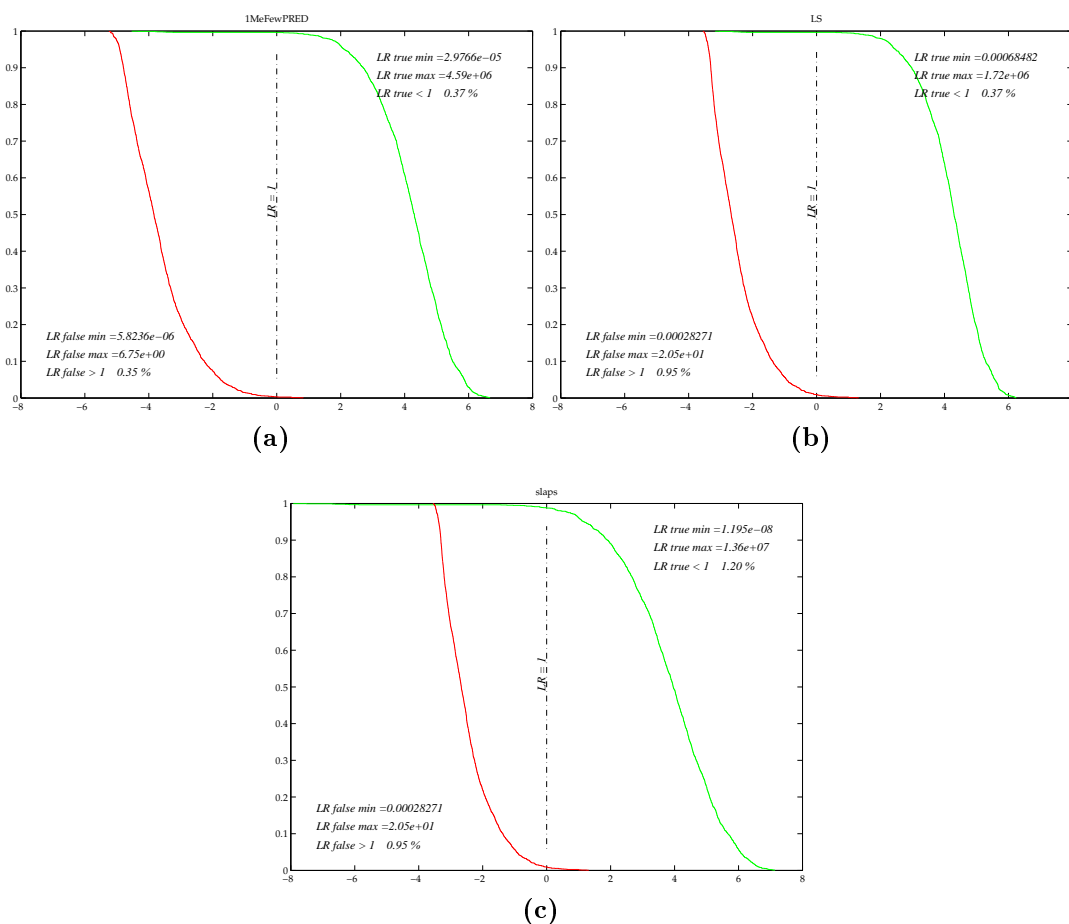 1MeFewPRED
LR true min =2.9766e−05
LR true max =4.59e+06
LR true < 1 0.37 %
LR = 1
LR false min =5.8236e−06
LR false max =6.75e+00
LR false > 1 0.35 %
1
0.9
0.8
0.7
0.6
0.5
0.4
0.3
0.2
0.1
0
−8 −6 −4 −2 0 2 4 6 8
(a)
LS
LR true min =0.00068482
LR true max =1.72e+06
LR true < 1 0.37 %
LR = 1
LR false min =0.00028271
LR false max =2.05e+01
LR false > 1 0.95 %
1
0.9
0.8
0.7
0.6
0.5
0.4
0.3
0.2
0.1
0
−8 −6 −4 −2 0 2 4 6
(b)
slaps
LR true min =1.195e−08
LR true max =1.36e+07
LR true < 1 1.20 %
LR = 1
LR false min =0.00028271
LR false max =2.05e+01
LR false > 1 0.95 %
1
0.9
0.8
0.7
0.6
0.5
0.4
0.3
0.2
0.1
0
−8 −6 −4 −2 0 2 4 6 8
(c)